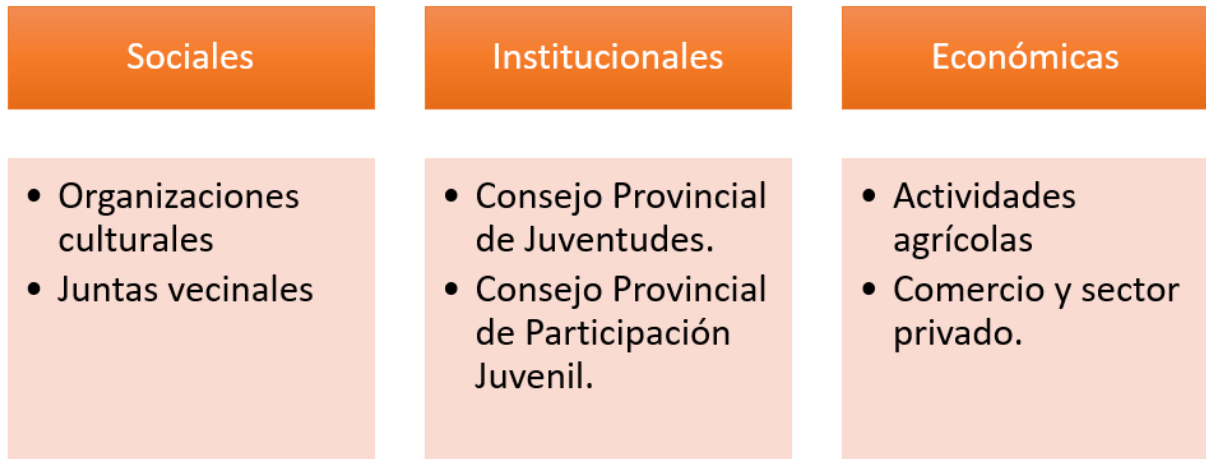 Sociales
• Organizaciones
culturales
• Juntas vecinales
Institucionales
• Consejo Provincial
de Juventudes.
• Consejo Provincial
de Participación
Juvenil.
Económicas
• Actividades
agrícolas
• Comercio y sector
privado.